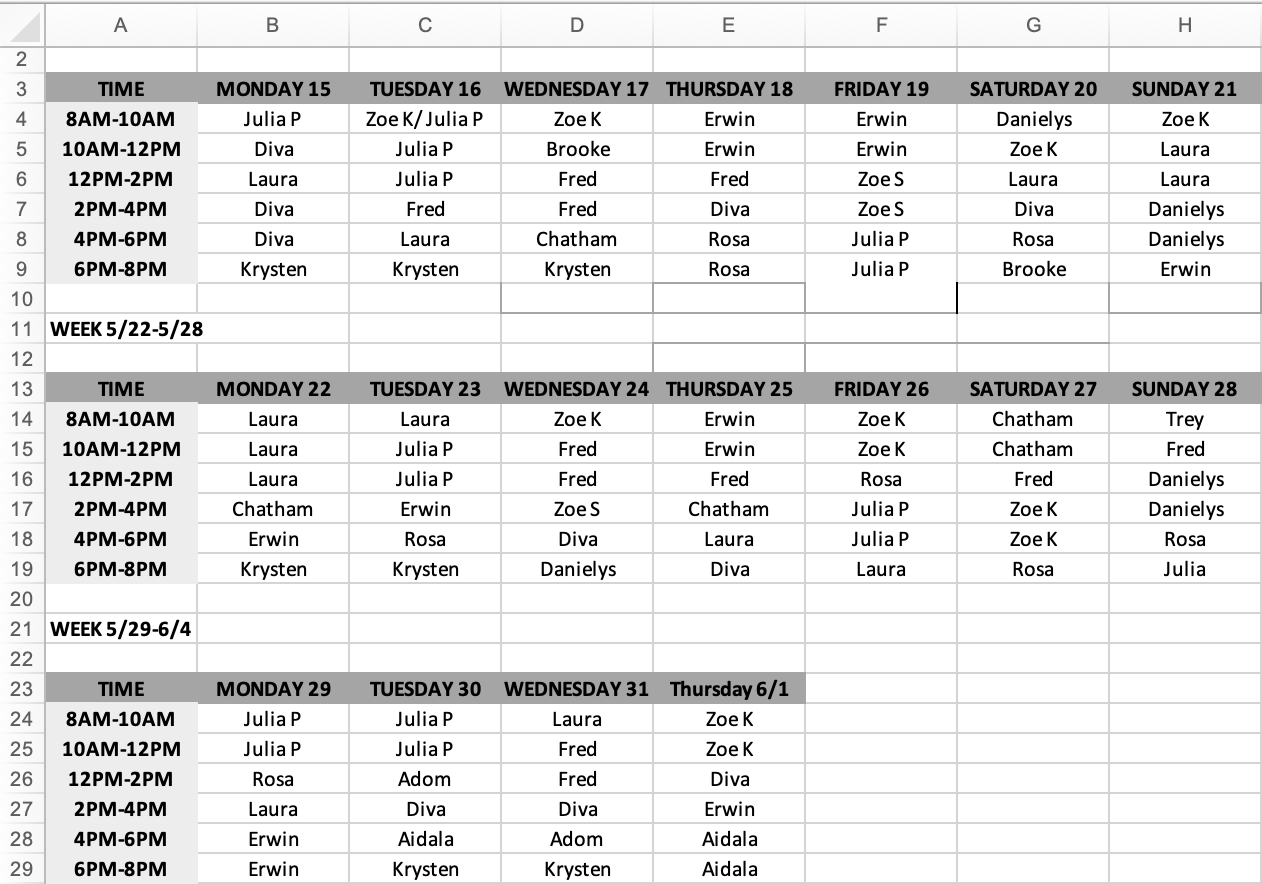 A B C D E F G H
2
3 TIME MONDAY 15 TUESDAY 16 WEDNESDAY 17 THURSDAY 18 FRIDAY 19 SATURDAY 20 SUNDAY 21
4 8AM-10AM Julia P Zoe K/ Julia P Zoe K Erwin Erwin Danielys Zoe K
5 10AM-12PM Diva Julia P Brooke Erwin Erwin Zoe K Laura
6 12PM-2PM Laura Julia P Fred Fred Zoe S Laura Laura
7 2PM-4PM Diva Fred Fred Diva Zoe S Diva Danielys
8 4PM-6PM Diva Laura Chatham Rosa Julia P Rosa Danielys
9 6PM-8PM Krysten Krysten Krysten Rosa Julia P Brooke Erwin
10
11 WEEK 5/22-5/28
12
13 TIME MONDAY 22 TUESDAY 23 WEDNESDAY 24 THURSDAY 25 FRIDAY 26 SATURDAY 27 SUNDAY 28
14 8AM-10AM Laura Laura Zoe K Erwin Zoe K Chatham Trey
15 10AM-12PM Laura Julia P Fred Erwin Zoe K Chatham Fred
16 12PM-2PM Laura Julia P Fred Fred Rosa Fred Danielys
17 2PM-4PM Chatham Erwin Zoe S Chatham Julia P Zoe K Danielys
18 4PM-6PM Erwin Rosa Diva Laura Julia P Zoe K Rosa
19 6PM-8PM Krysten Krysten Danielys Diva Laura Rosa Julia
20
21 WEEK 5/29-6/4
22
23 TIME MONDAY 29 TUESDAY 30 WEDNESDAY 31 Thursday 6/1
24 8AM-10AM Julia P Julia P Laura Zoe K
25 10AM-12PM Julia P Julia P Fred Zoe K
26 12PM-2PM Rosa Adom Fred Diva
27 2PM-4PM Laura Diva Diva Erwin
28 4PM-6PM Erwin Aidala Adom Aidala
29 6PM-8PM Erwin Krysten Krysten Aidala